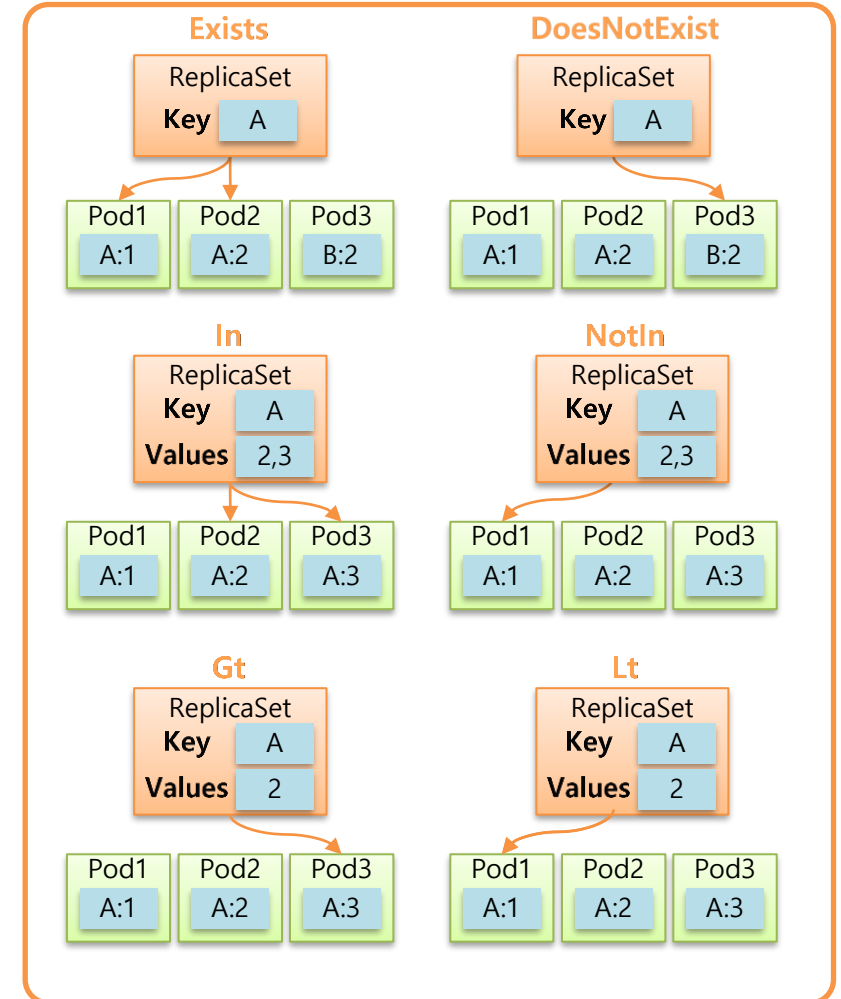 Exists
ReplicaSet
Key A
Pod1 Pod2 Pod3
A:1 A:2 B:2
DoesNotExist
ReplicaSet
Key A
Pod1 Pod2 Pod3
A:1 A:2 B:2
In
ReplicaSet
Key A
Values 2,3
Pod1 Pod2 Pod3
A:1 A:2 A:3
NotIn
ReplicaSet
Key A
Values 2,3
Pod1 Pod2 Pod3
A:1 A:2 A:3
Gt
ReplicaSet
Key A
Values 2
Pod1 Pod2 Pod3
A:1 A:2 A:3
Lt
ReplicaSet
Key A
Values 2
Pod1 Pod2 Pod3
A:1 A:2 A:3